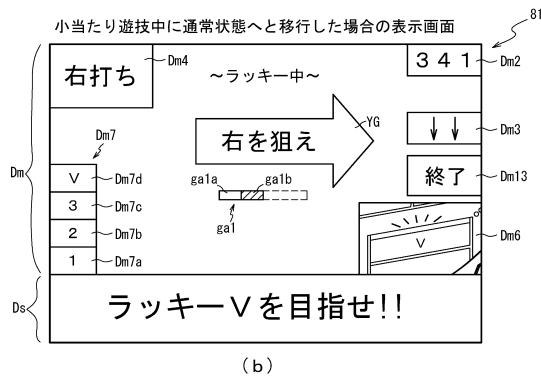 小当たり遊技中に通常状態へと移行した場合の表示画面
81
右打ち
Dm4
～ラッキー中～
３４１
Dm2
YG
右を狙え
↓↓
Dm3
Dm7
Dm
終了
Dm13
V
Dm7d
3
Dm7c
2
Dm7b
1
Dm7a
ga1a
ga1b
ga1
V
Dm6
Ds
ラッキーVを目指せ!!
(b)